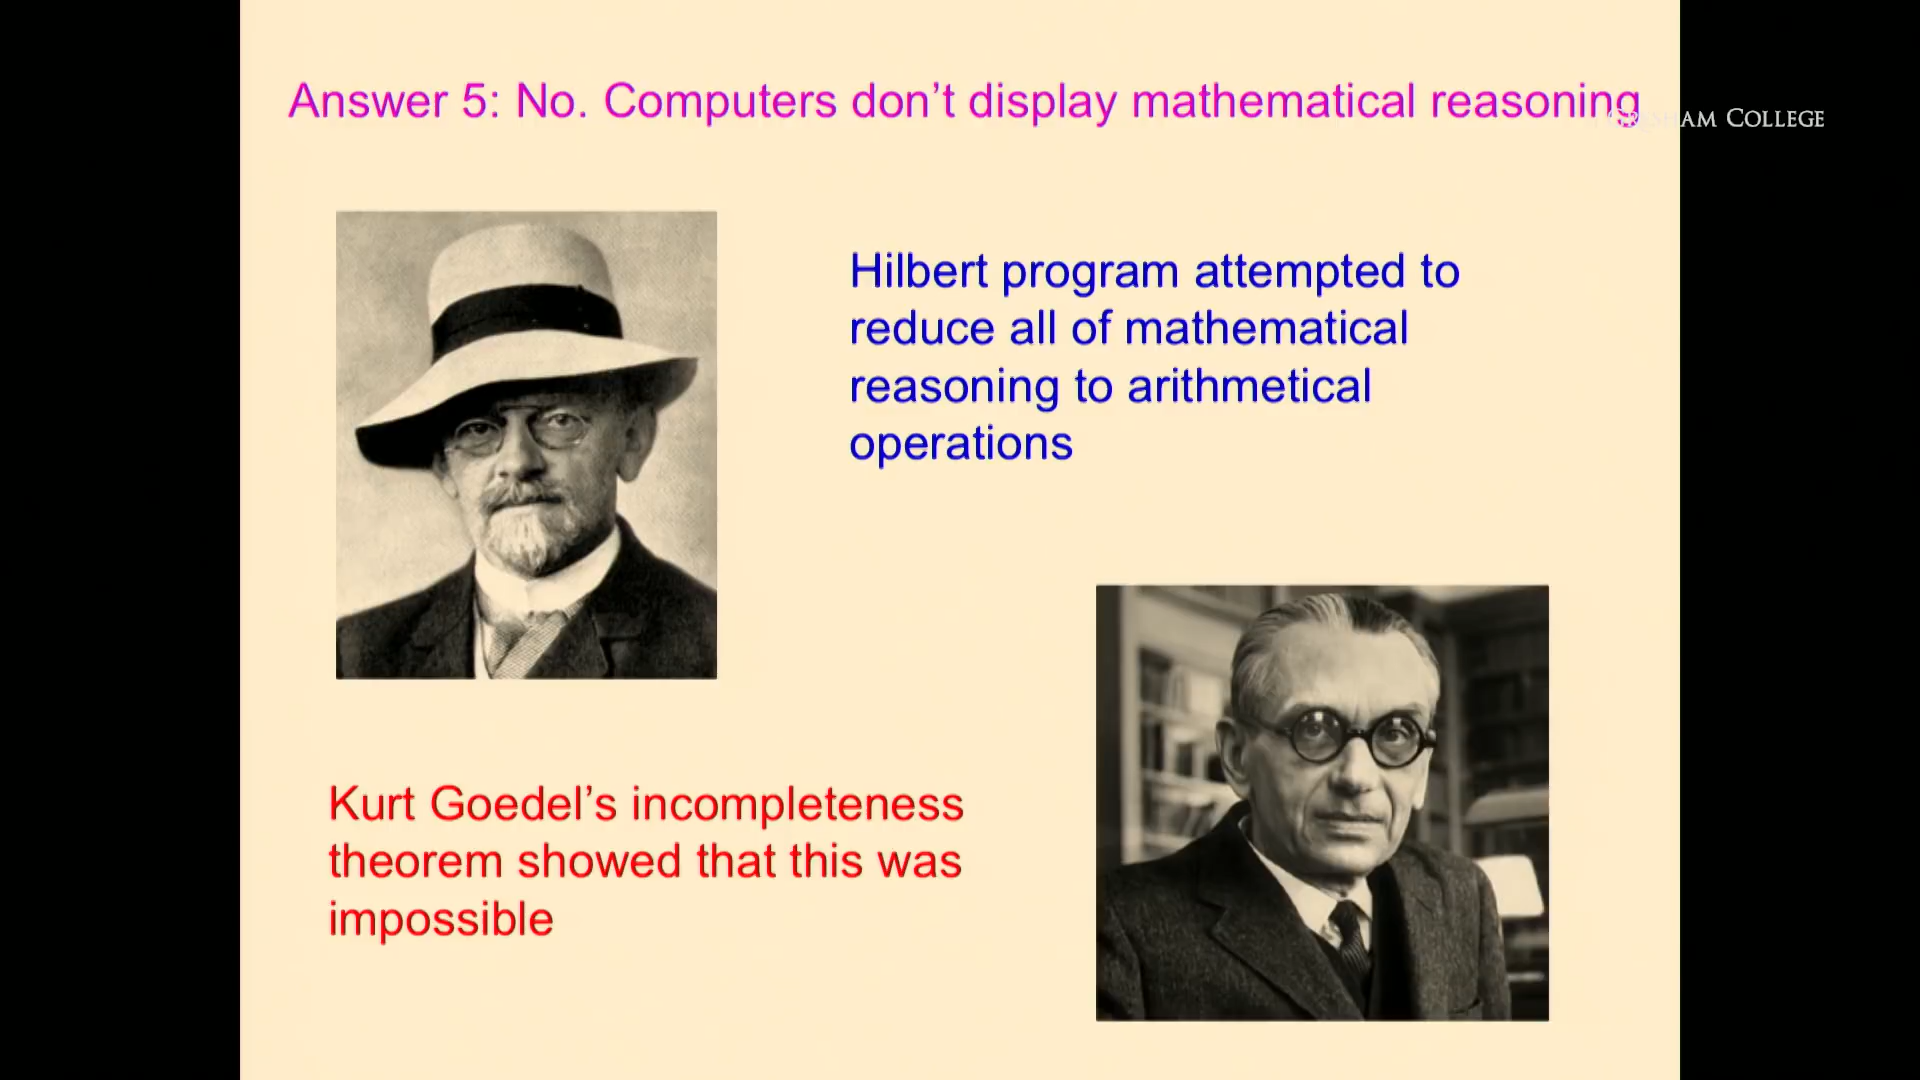 Answer 5: No. Computers don't display mathematical reasoning
GRESHAM COLLEGE
Hilbert program attempted to
reduce all of mathematical
reasoning to arithmetical
operations
Kurt Goedel's incompleteness
theorem showed that this was
impossible